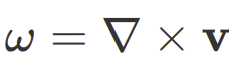 ω = ∇ × v